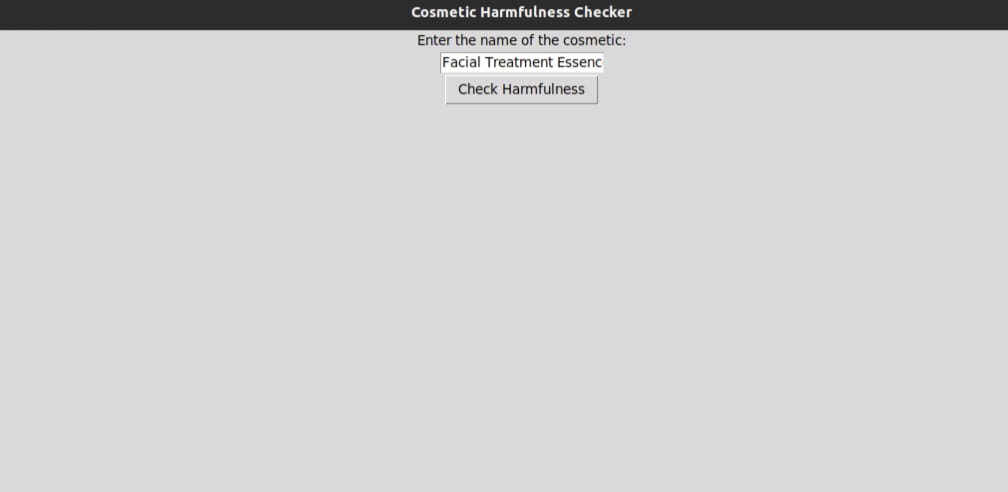 Cosmetic Harmfulness Checker
Enter the name of the cosmetic:
Facial Treatment Essenc
Check Harmfulness